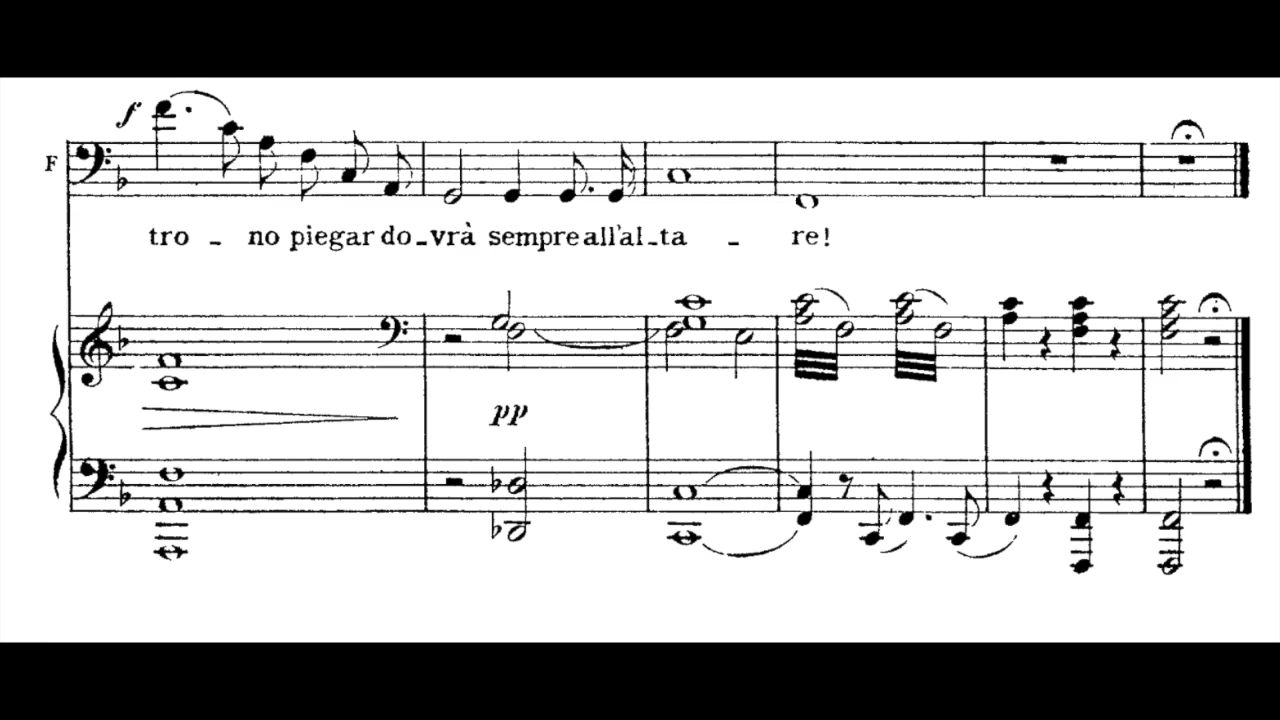 f
F
tro - no piegar do-vrà sempre all'al-ta - re!
pp